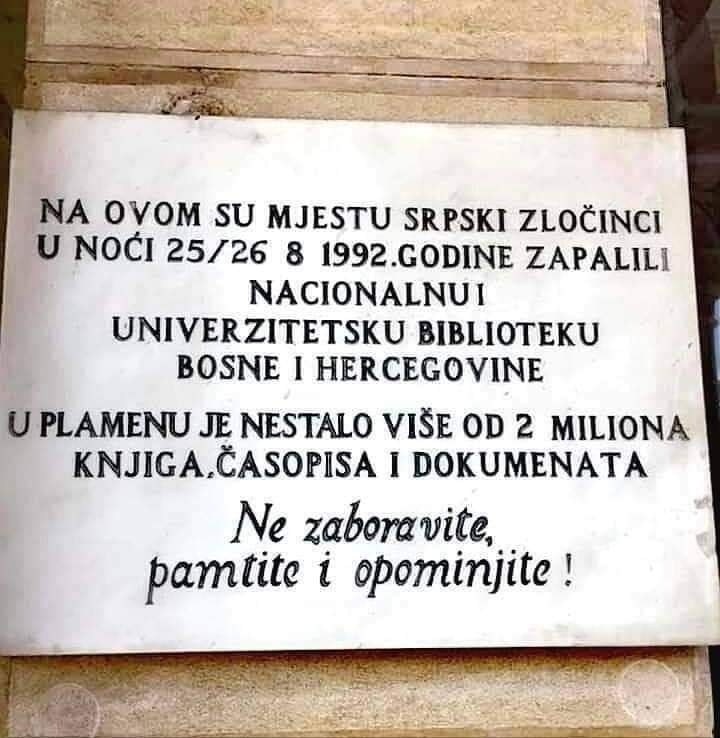 NA OVOM SU MJESTU SRPSKI ZLOČINCI
U NOĆI 25/26 8 1992.GODINE ZAPALILI
NACIONALNU I
UNIVERZITETSKU BIBLIOTEKU
BOSNE I HERCEGOVINE
U PLAMENU JE NESTALO VIŠE OD 2 MILIONA
KNJIGA,ČASOPISA I DOKUMENATA
Ne zaboravite,
pamtite i opominjite !